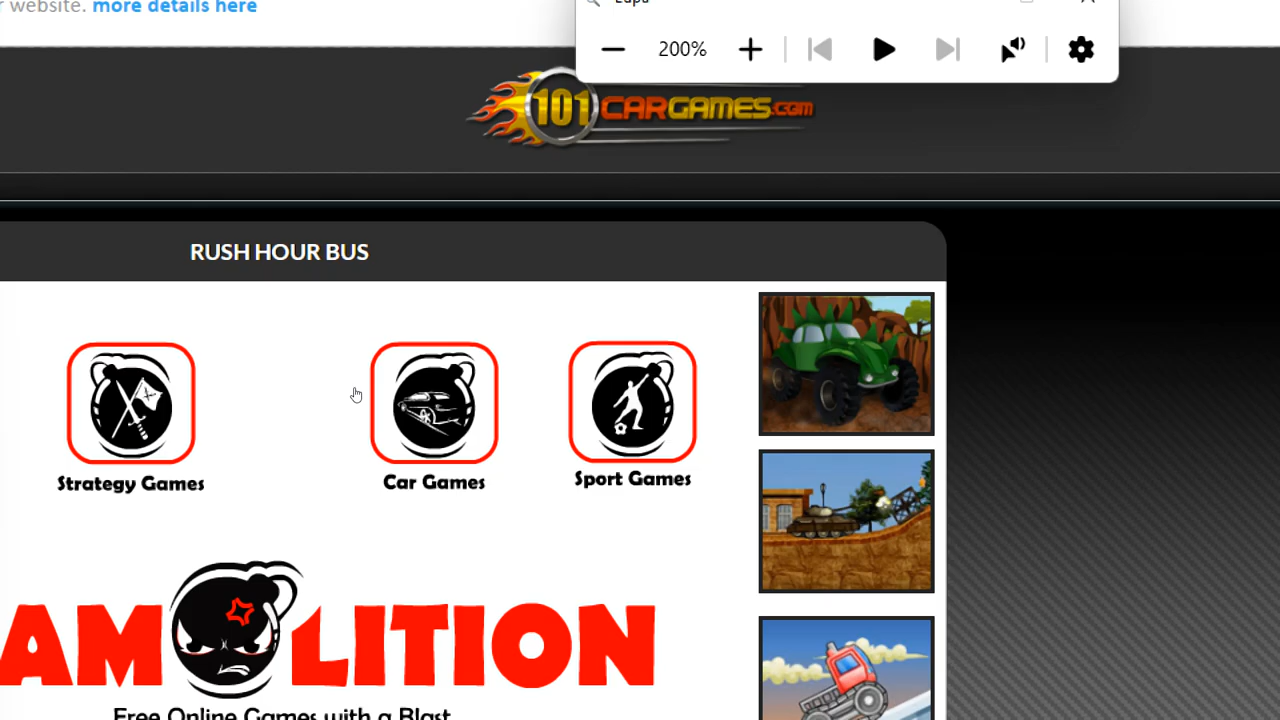 website. more details here
Lupa
200%
101CARGAMES.COM
RUSH HOUR BUS
Strategy Games
Car Games
Sport Games
AM LITION
Free Online Games with a Blast